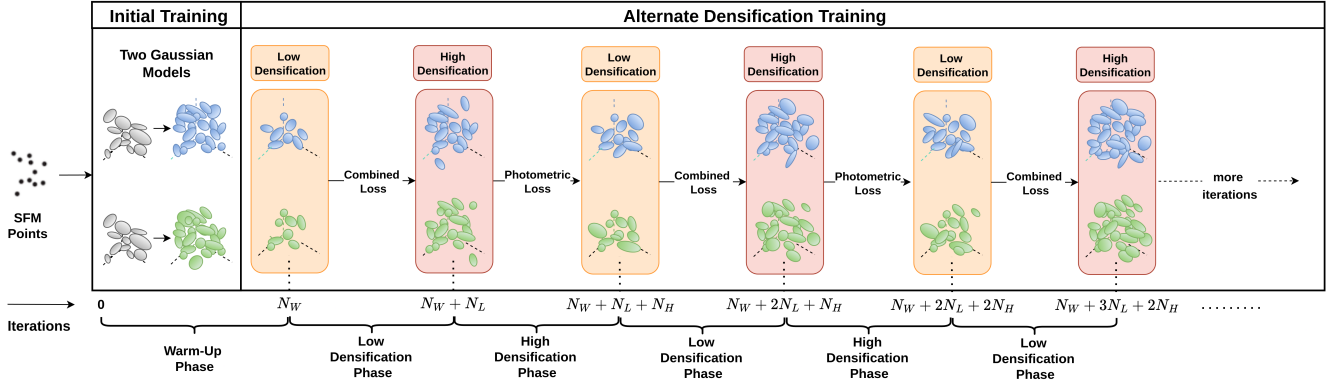 Initial Training
Alternate Densification Training
Two Gaussian
Models
Low
Densification
High
Densification
Low
Densification
High
Densification
Low
Densification
High
Densification
SFM
Points
Combined
Loss
Photometric
Loss
Combined
Loss
Photometric
Loss
Combined
Loss
more
iterations
Iterations
0
N_W
N_W + N_L
N_W + N_L + N_H
N_W + 2N_L + N_H
N_W + 2N_L + 2N_H
N_W + 3N_L + 2N_H
.........
Warm-Up
Phase
Low
Densification
Phase
High
Densification
Phase
Low
Densification
Phase
High
Densification
Phase
Low
Densification
Phase